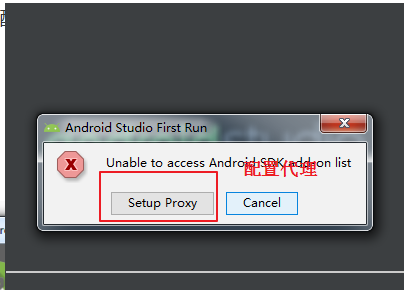 Android Studio First Run
Unable to access Android SDK add-on list
配置代理
Setup Proxy
Cancel